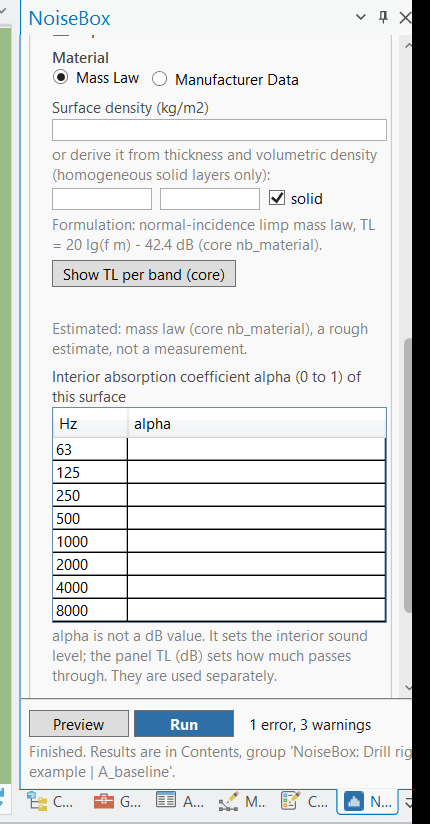 NoiseBox
Material
Mass Law
Manufacturer Data
Surface density (kg/m2)
or derive it from thickness and volumetric density
(homogeneous solid layers only):
solid
Formulation: normal-incidence limp mass law, TL
= 20 lg(f m) - 42.4 dB (core nb_material).
Show TL per band (core)
Estimated: mass law (core nb_material), a rough
estimate, not a measurement.
Interior absorption coefficient alpha (0 to 1) of
this surface
Hz alpha
63
125
250
500
1000
2000
4000
8000
alpha is not a dB value. It sets the interior sound
level; the panel TL (dB) sets how much passes
through. They are used separately.
Preview Run 1 error, 3 warnings
Finished. Results are in Contents, group 'NoiseBox: Drill rig
example | A_baseline'.
C... G... A... M... C... N...